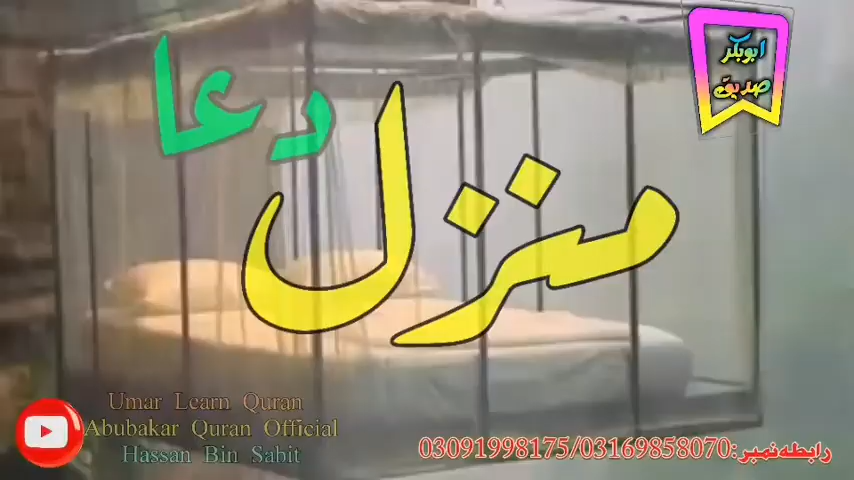 ابوبکر
صدیق
منزل
دعا
Umar Learn Quran
Abubakar Quran Official
Hassan Bin Sabit
رابطہ نمبر:03091998175/03169858070